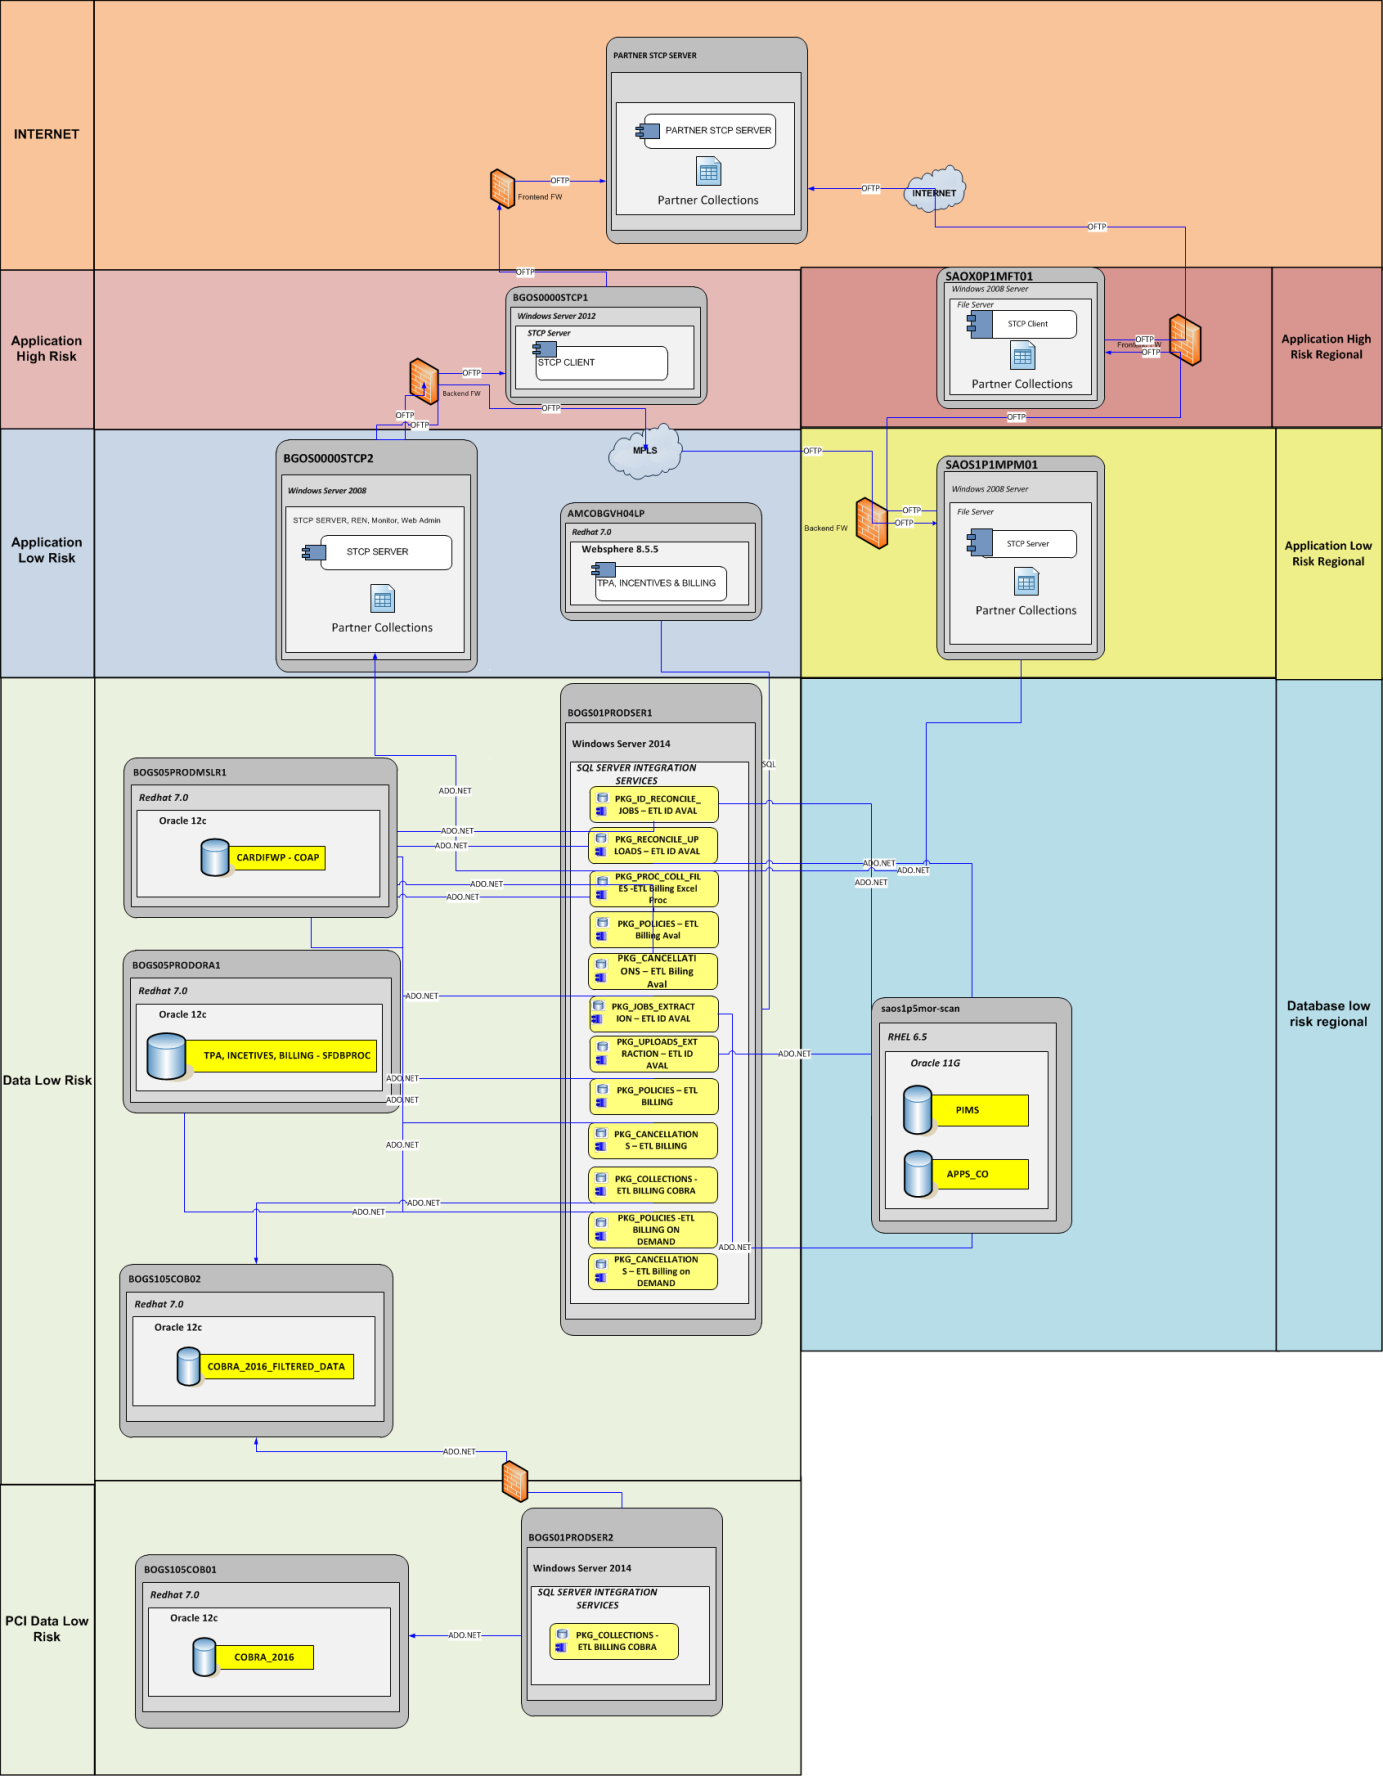 INTERNET
PARTNER STCP SERVER
PARTNER STCP SERVER
Partner Collections
OFTP
Frontend FW
OFTP
INTERNET
OFTP
OFTP
Application
High Risk
BGOS0000STCP1
Windows Server 2012
STCP Server
STCP CLIENT
OFTP
Backend FW
OFTP
OFTP
OFTP
SAOX0P1MFT01
Windows 2008 Server
File Server
STCP Client
Partner Collections
OFTP
OFTP
OFTP
Application High
Risk Regional
Application
Low Risk
BGOS0000STCP2
Windows Server 2008
STCP SERVER, REN, Monitor, Web Admin
STCP SERVER
Partner Collections
MPLS
AMCOBGVH04LP
Redhat 7.0
Websphere 8.5.5
TPA, INCENTIVES & BILLING
OFTP
Backend FW
OFTP
OFTP
SAOS1P1MPM01
Windows 2008 Server
File Server
STCP Server
Partner Collections
Application Low
Risk Regional
Data Low Risk
BOGS05PRODMSLR1
Redhat 7.0
Oracle 12c
CARDIFWP - COAP
BOGS05PRODORA1
Redhat 7.0
Oracle 12c
TPA, INCETIVES, BILLING - SFDBPROC
BOGS105COB02
Redhat 7.0
Oracle 12c
COBRA_2016_FILTERED_DATA
ADO.NET
ADO.NET
ADO.NET
ADO.NET
ADO.NET
ADO.NET
ADO.NET
ADO.NET
ADO.NET
ADO.NET
ADO.NET
ADO.NET
BOGS01PRODSER1
Windows Server 2014
SQL SERVER INTEGRATION
SERVICES
PKG_ID_RECONCILE_
JOBS – ETL ID AVAL
PKG_RECONCILE_UP
LOADS – ETL ID AVAL
PKG_PROC_COLL_FIL
ES -ETL Billing Excel
Proc
PKG_POLICIES – ETL
Billing Aval
PKG_CANCELLATI
ONS – ETL Biling
Aval
PKG_JOBS_EXTRACT
ION – ETL ID AVAL
PKG_UPLOADS_EXT
RACTION – ETL ID
AVAL
PKG_POLICIES – ETL
BILLING
PKG_CANCELLATION
S – ETL BILLING
PKG_COLLECTIONS -
ETL BILLING COBRA
PKG_POLICIES -ETL
BILLING ON
DEMAND
PKG_CANCELLATION
S – ETL Billing on
DEMAND
SQL
ADO.NET
ADO.NET
ADO.NET
ADO.NET
ADO.NET
saos1p5mor-scan
RHEL 6.5
Oracle 11G
PIMS
APPS_CO
Database low
risk regional
PCI Data Low
Risk
BOGS105COB01
Redhat 7.0
Oracle 12c
COBRA_2016
ADO.NET
BOGS01PRODSER2
Windows Server 2014
SQL SERVER INTEGRATION
SERVICES
PKG_COLLECTIONS -
ETL BILLING COBRA